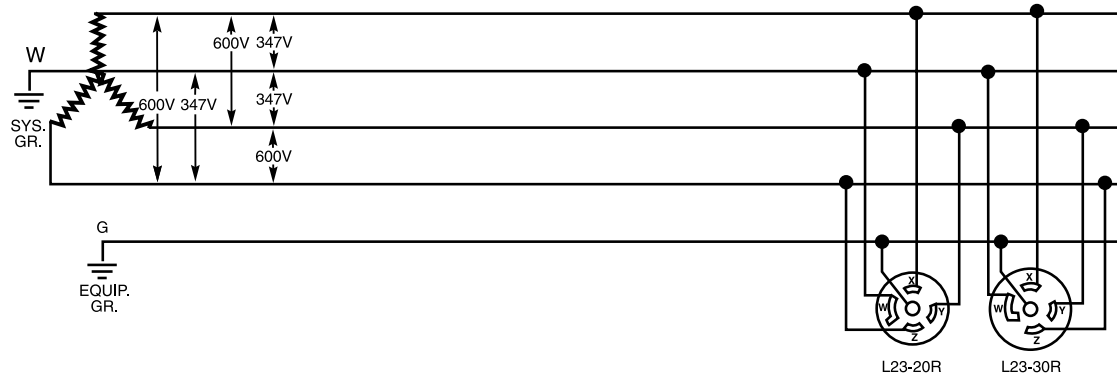 600V 347V
W
600V 347V 347V
SYS.
GR.
600V
G
EQUIP.
GR.
X
W
Y
Z
X
W
Y
Z
L23-20R L23-30R